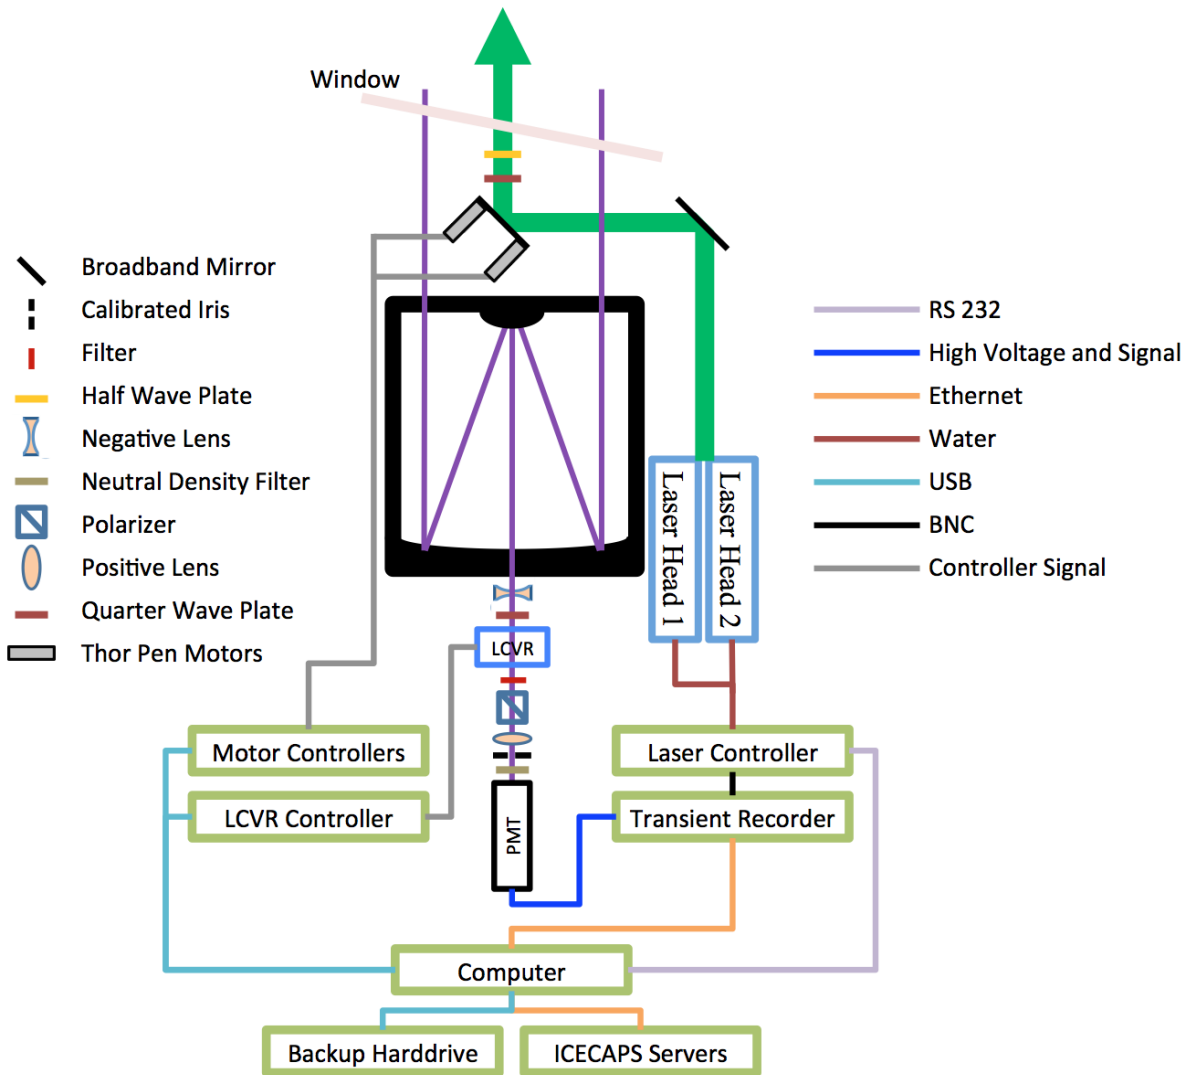 Window
Broadband Mirror
Calibrated Iris
Filter
Half Wave Plate
Negative Lens
Neutral Density Filter
Polarizer
Positive Lens
Quarter Wave Plate
Thor Pen Motors
RS 232
High Voltage and Signal
Ethernet
Water
USB
BNC
Controller Signal
Laser Head 1
Laser Head 2
LCVR
Motor Controllers
Laser Controller
LCVR Controller
PMT
Transient Recorder
Computer
Backup Harddrive
ICECAPS Servers